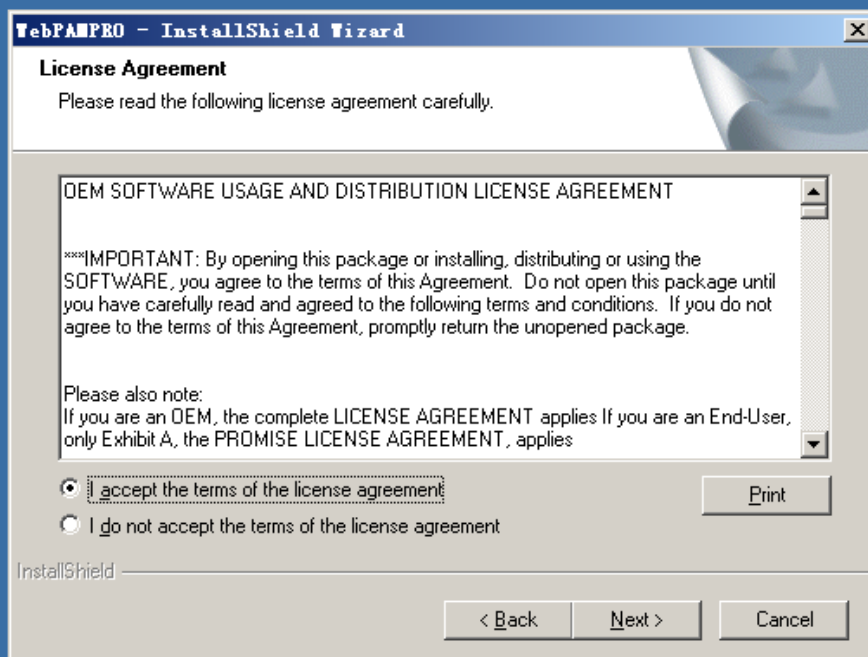 WebPAMPRO - InstallShield Wizard
License Agreement
Please read the following license agreement carefully.
OEM SOFTWARE USAGE AND DISTRIBUTION LICENSE AGREEMENT
***IMPORTANT: By opening this package or installing, distributing or using the
SOFTWARE, you agree to the terms of this Agreement.  Do not open this package until
you have carefully read and agreed to the following terms and conditions.  If you do not
agree to the terms of this Agreement, promptly return the unopened package.
Please also note:
If you are an OEM, the complete LICENSE AGREEMENT applies If you are an End-User,
only Exhibit A, the PROMISE LICENSE AGREEMENT, applies
I accept the terms of the license agreement
Print
I do not accept the terms of the license agreement
InstallShield
< Back
Next >
Cancel